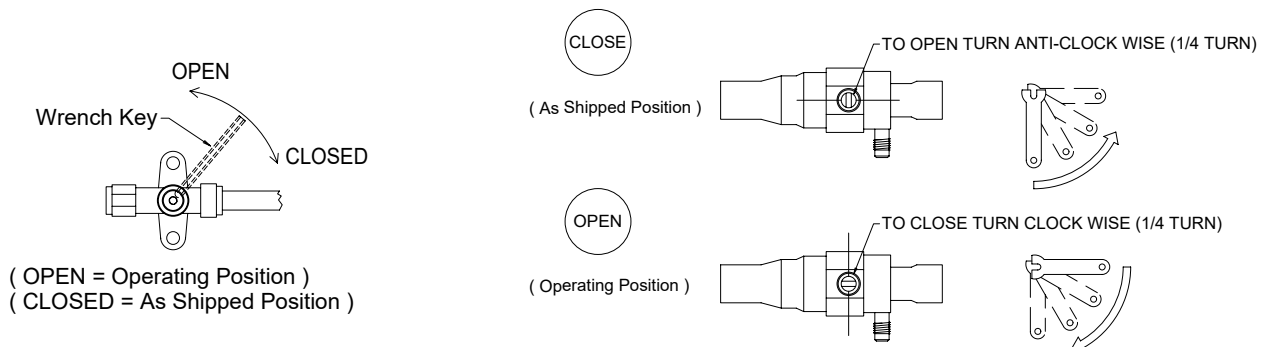 OPEN
Wrench Key
CLOSED
( OPEN = Operating Position )
( CLOSED = As Shipped Position )
CLOSE
( As Shipped Position )
TO OPEN TURN ANTI-CLOCK WISE (1/4 TURN)
OPEN
( Operating Position )
TO CLOSE TURN CLOCK WISE (1/4 TURN)